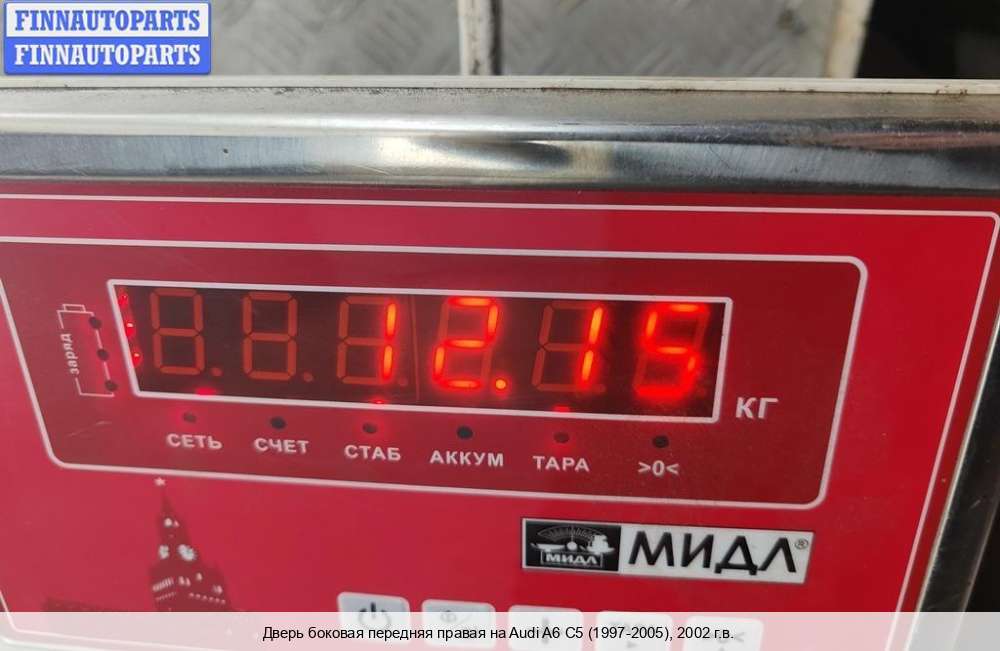 FINNAUTOPARTS
FINNAUTOPARTS
заряд
12.15
КГ
СЕТЬ СЧЕТ СТАБ АККУМ ТАРА >0<
МИДЛ МИДЛ®
Дверь боковая передняя правая на Audi A6 C5 (1997-2005), 2002 г.в.